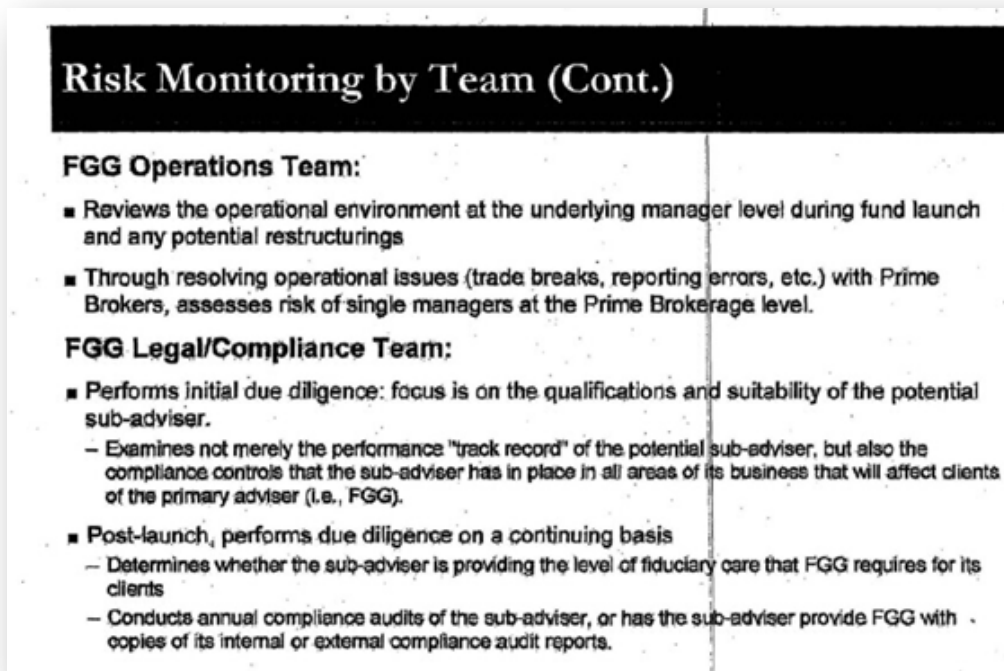 Risk Monitoring by Team (Cont.)
FGG Operations Team:
▪ Reviews the operational environment at the underlying manager level during fund launch
and any potential restructurings
▪ Through resolving operational issues (trade breaks, reporting errors, etc.) with Prime
Brokers, assesses risk of single managers at the Prime Brokerage level.
FGG Legal/Compliance Team:
▪ Performs initial due diligence: focus is on the qualifications and suitability of the potential
sub-adviser.
– Examines not merely the performance "track record" of the potential sub-adviser, but also the
compliance controls that the sub-adviser has in place in all areas of its business that will affect clients
of the primary adviser (i.e., FGG).
▪ Post-launch, performs due diligence on a continuing basis
– Determines whether the sub-adviser is providing the level of fiduciary care that FGG requires for its
clients
– Conducts annual compliance audits of the sub-adviser, or has the sub-adviser provide FGG with
copies of its internal or external compliance audit reports.